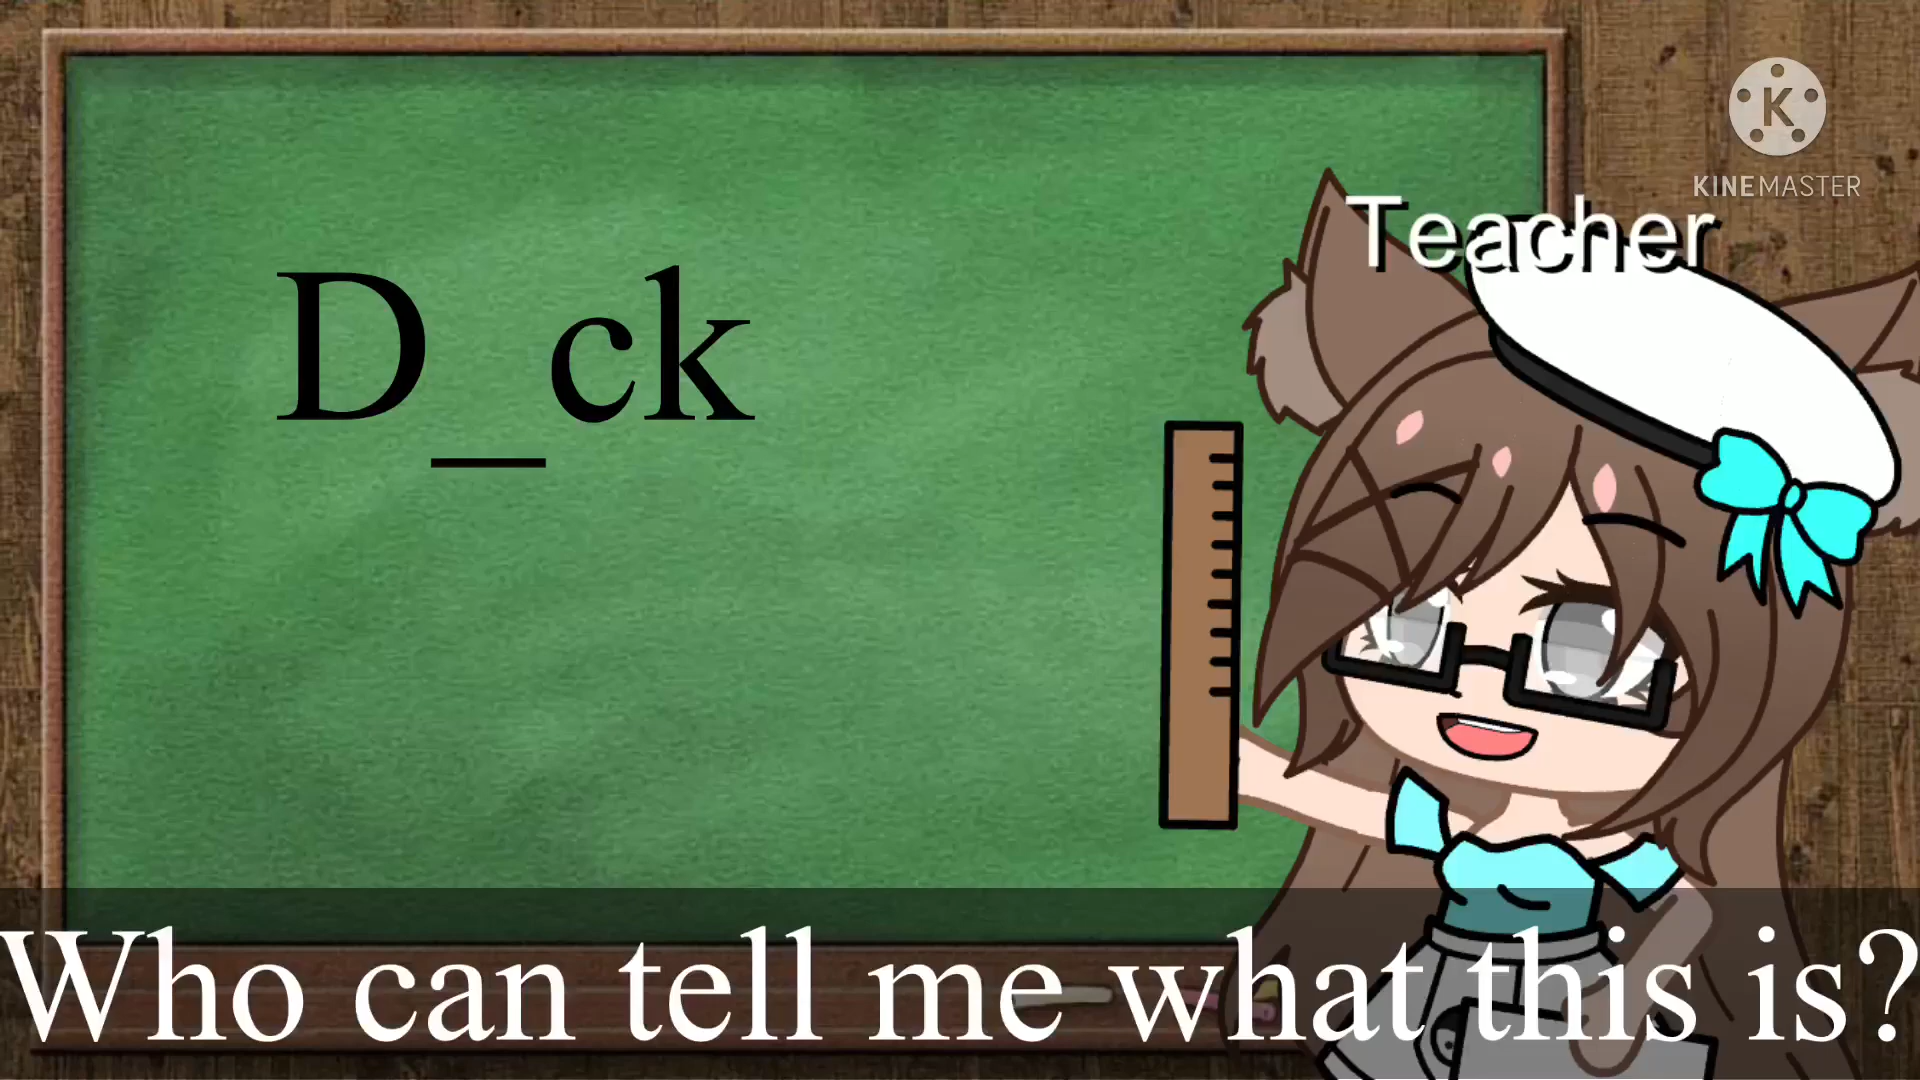 K
KINEMASTER
Teacher
D_ck
Who can tell me what this is?